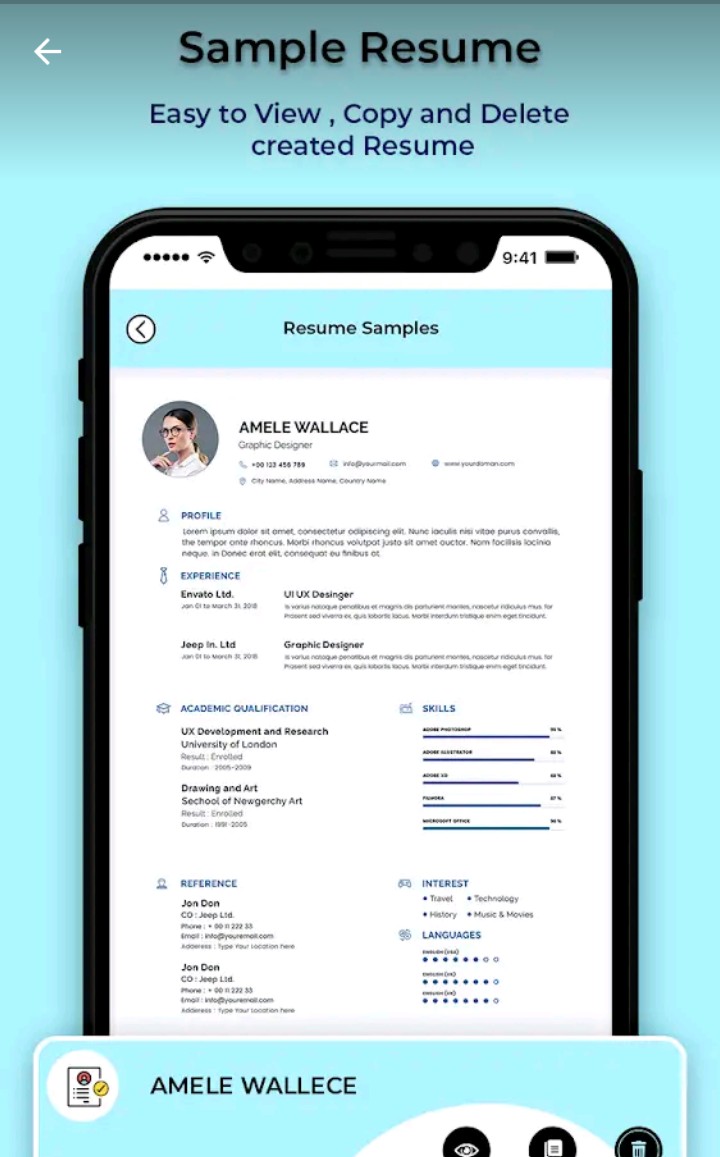 Sample Resume
Easy to View , Copy and Delete
created Resume
9:41
Resume Samples
AMELE WALLACE
Graphic Designer
+00 123 456 789
info@yourmail.com
www.yourdoman.com
City Name, Address Name, Country Name
PROFILE
Lorem ipsum dolor sit amet, consectetur adipiscing elit. Nunc iaculis nisi vitae purus convallis,
the tempor ante rhoncus. Morbi rhoncus volutpat justo sit amet auctor. Nam facilisis lacinia
neque. in Donec erat elit, consequat eu finibus at.
EXPERIENCE
Envato Ltd.
UI UX Desinger
Jan 01 to March 31, 2018
is varius natoque penatibus et magnis dis parturient montes, nascetur ridiculus mus. for
Prasent sed viverra ex, quis lobortis lacus. Morbi interdum tristique enim eget tincidunt.
Jeep In. Ltd
Graphic Designer
Jan 01 to March 31, 2018
is varius natoque penatibus et magnis dis parturient montes, nascetur ridiculus mus. for
Prasent sed viverra ex, quis lobortis lacus. Morbi interdum tristique enim eget tincidunt.
ACADEMIC QUALIFICATION
UX Development and Research
University of London
Result : Enrolled
Duration : 2005-2009
Drawing and Art
Sechool of Newgerchy Art
Result : Enrolled
Duration : 1991-2005
SKILLS
ADOBE PHOTOSHOP
ADOBE ILLUSTRATOR
ADOBE XD
FILMORA
MICROSOFT OFFICE
REFERENCE
Jon Don
CO : Jeep Ltd.
Phone : + 00 11 222 33
Email : info@youremail.com
Adderess : Type Your location here
Jon Don
CO : Jeep Ltd.
Phone : + 00 11 222 33
Email : info@youremail.com
Adderess : Type Your location here
INTEREST
• Travel • Technology
• History • Music & Movies
LANGUAGES
ENGLISH (USA)
ENGLISH (UK)
ENGLISH (UK)
AMELE WALLECE